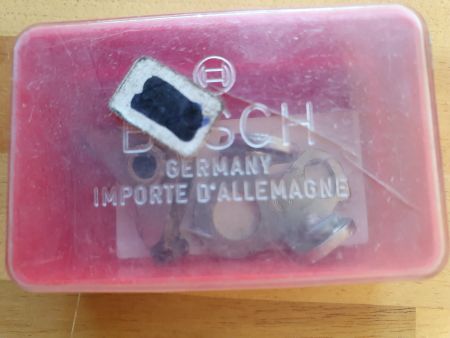 BOSCH
GERMANY
IMPORTE D'ALLEMAGNE